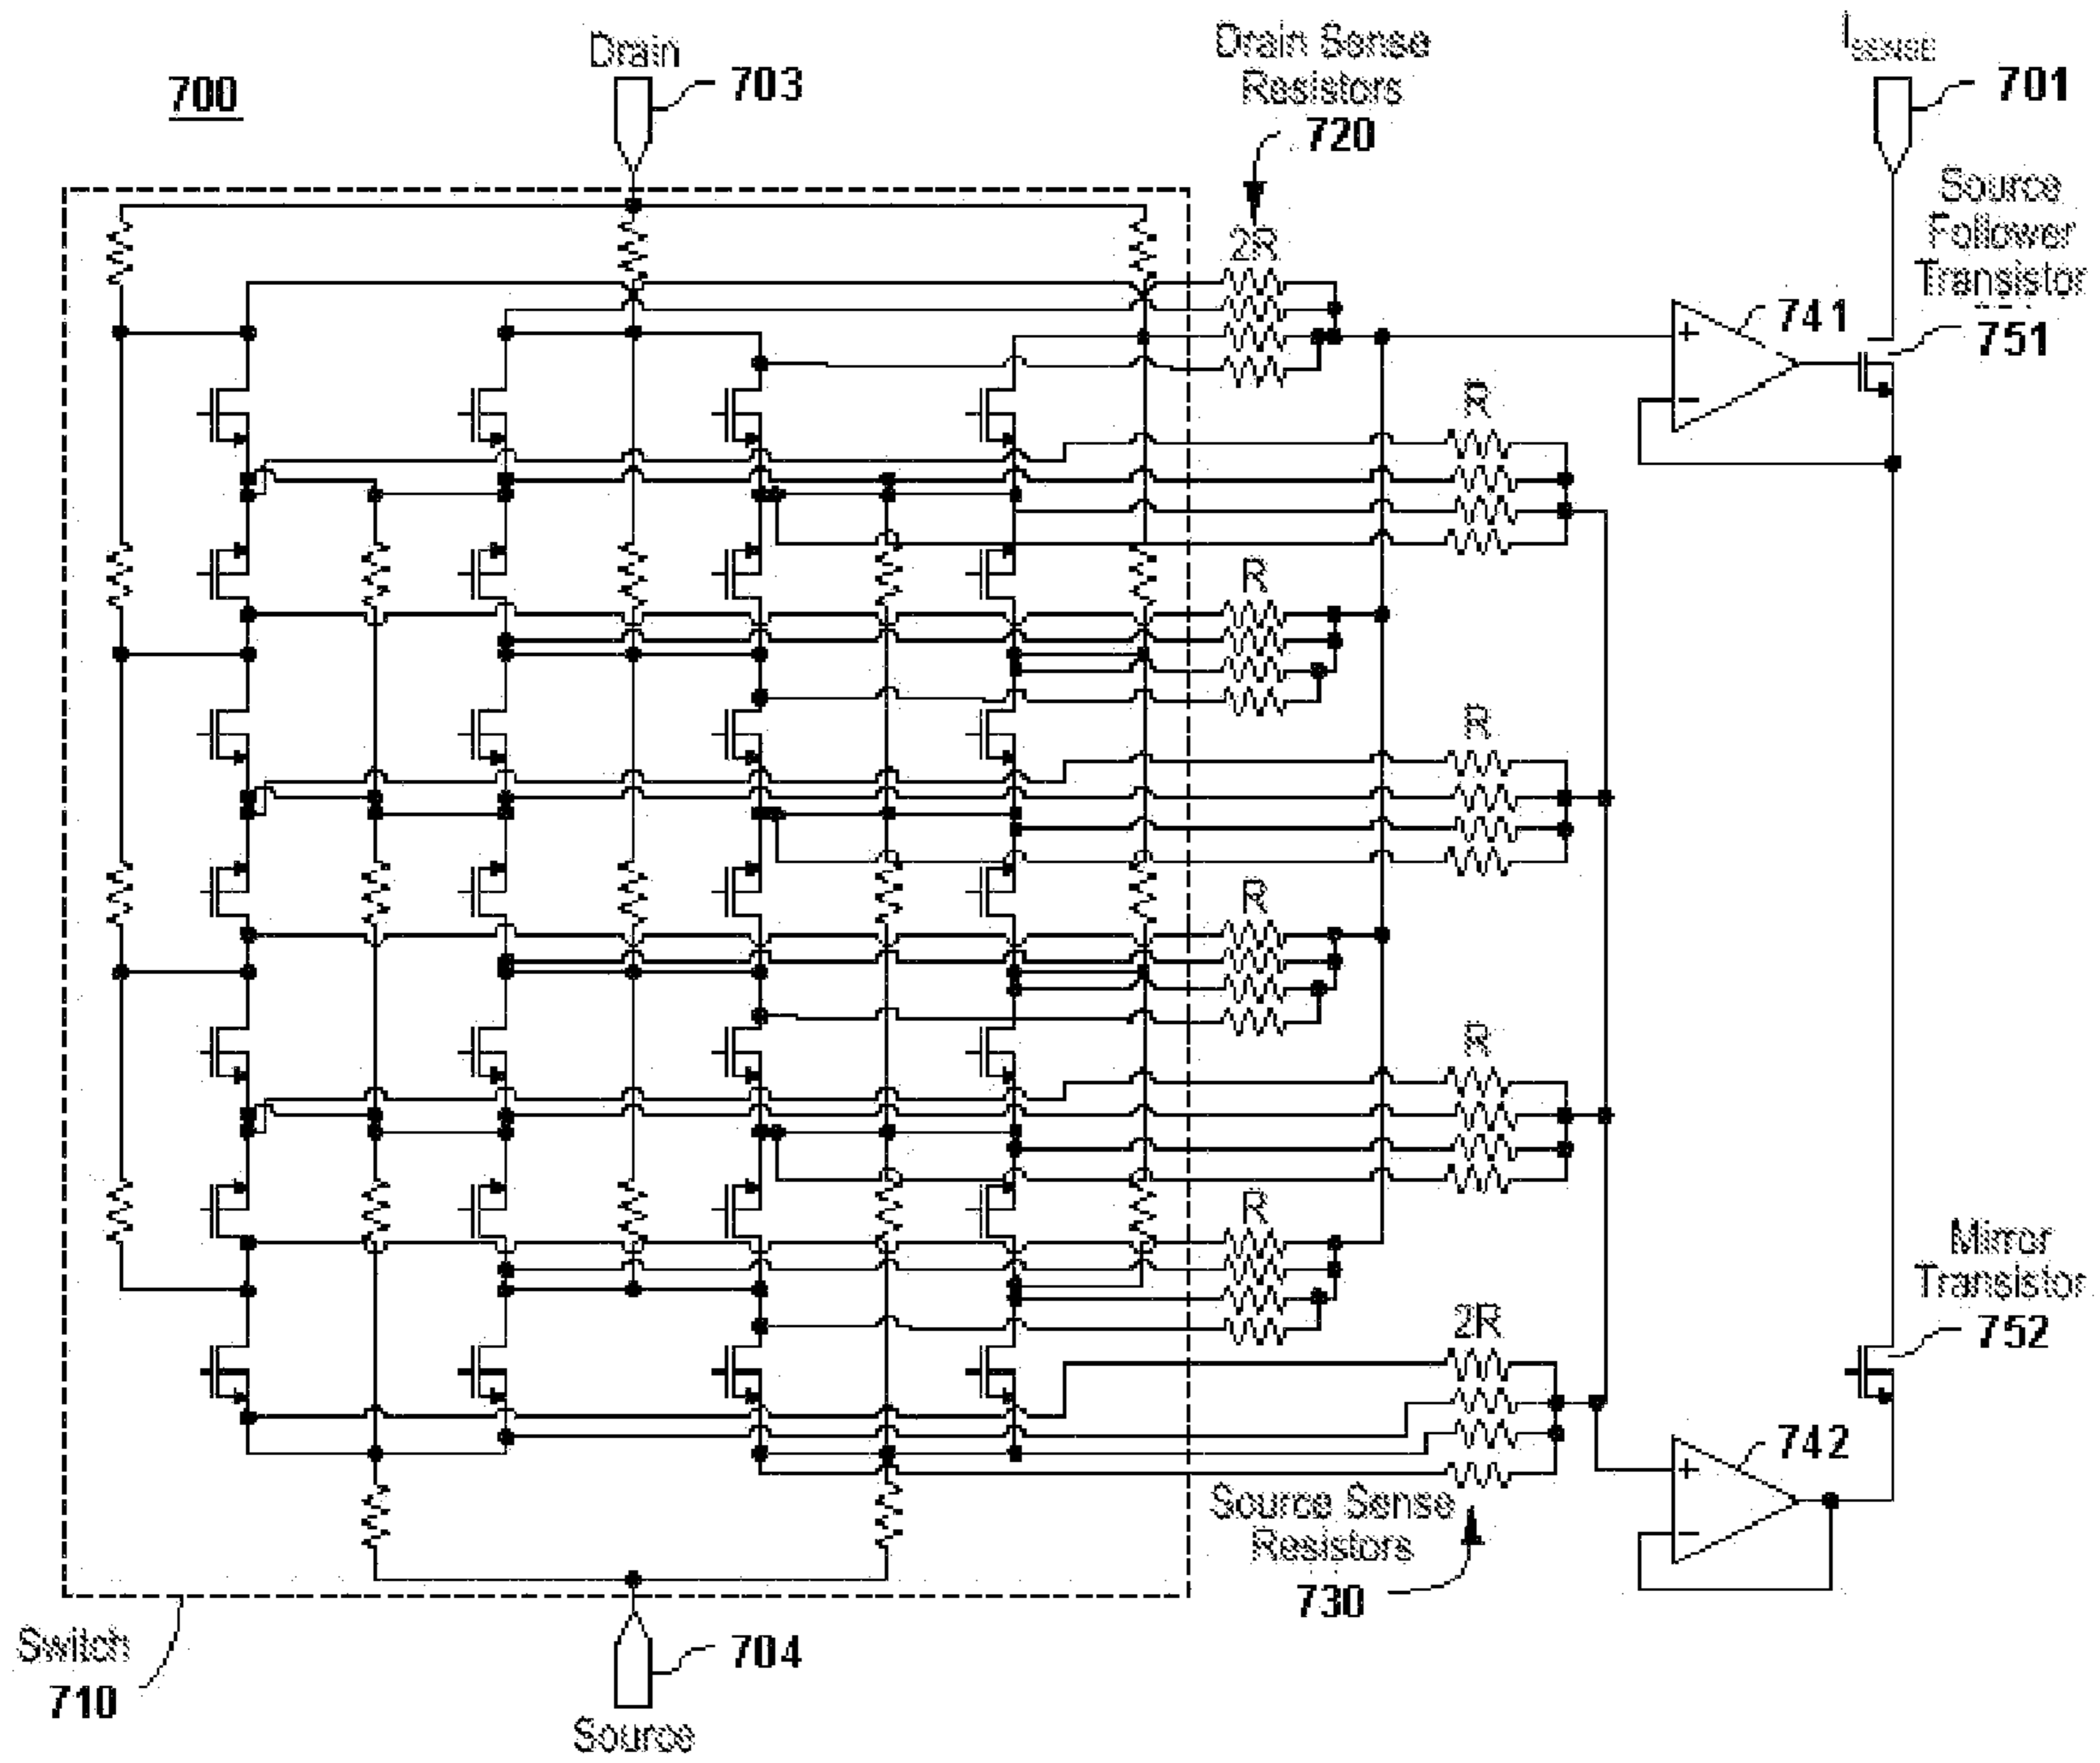 700
Drain
703
Drain Sense
Resistors
720
ISENSE
701
Source
Follower
Transistor
751
2R
741
+
−
R
R
R
R
R
R
Mirror
Transistor
752
2R
742
+
−
Source Sense
Resistors
730
Switch
710
704
Source